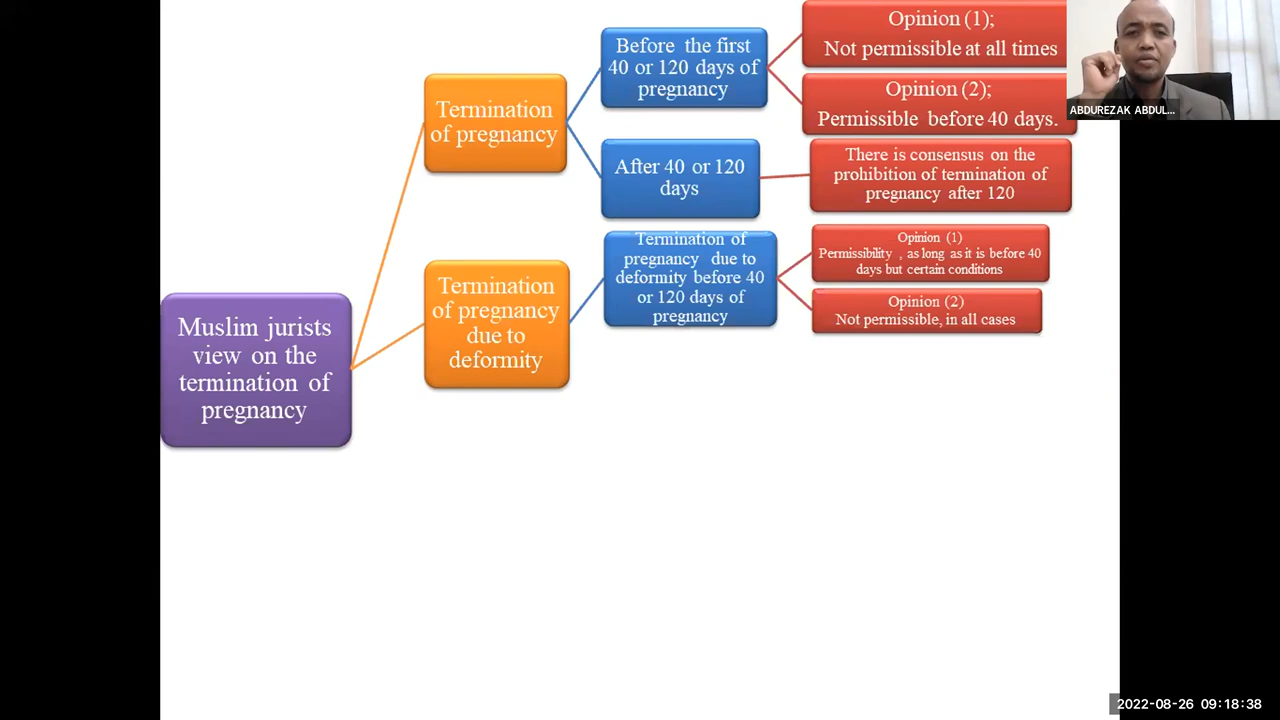 Muslim jurists
view on the
termination of
pregnancy
Termination
of pregnancy
Before the first
40 or 120 days of
pregnancy
Opinion (1);
Not permissible at all times
Opinion (2);
Permissible before 40 days.
After 40 or 120
days
There is consensus on the
prohibition of termination of
pregnancy after 120
Termination
of pregnancy
due to
deformity
Termination of
pregnancy due to
deformity before 40
or 120 days of
pregnancy
Opinion (1)
Permissibility , as long as it is before 40
days but certain conditions
Opinion (2)
Not permissible, in all cases
ABDUREZAK ABDUL...
2022-08-26 09:18:38